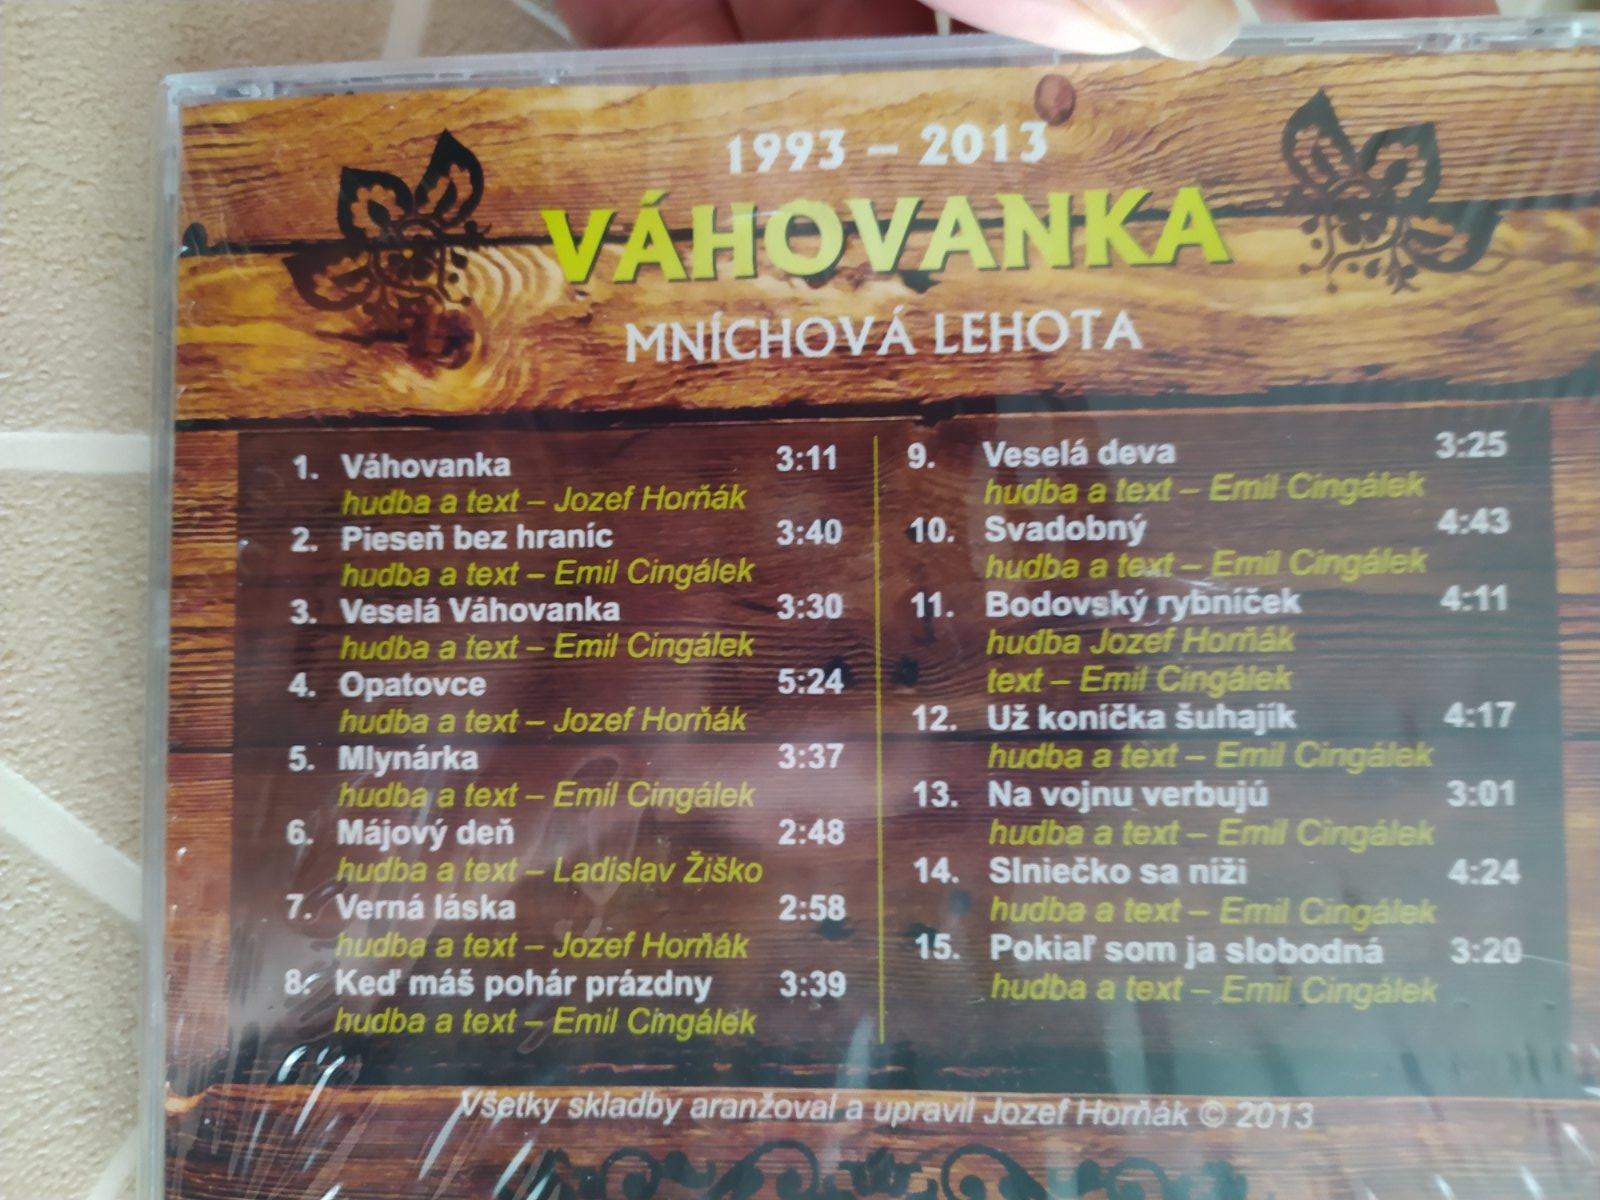 1993 – 2013
VÁHOVANKA
MNÍCHOVÁ LEHOTA
1. Váhovanka 3:11
hudba a text – Jozef Horňák
2. Pieseň bez hraníc 3:40
hudba a text – Emil Cingálek
3. Veselá Váhovanka 3:30
hudba a text – Emil Cingálek
4. Opatovce 5:24
hudba a text – Jozef Horňák
5. Mlynárka 3:37
hudba a text – Emil Cingálek
6. Májový deň 2:48
hudba a text – Ladislav Žiško
7. Verná láska 2:58
hudba a text – Jozef Horňák
8. Keď máš pohár prázdny 3:39
hudba a text – Emil Cingálek
9. Veselá deva 3:25
hudba a text – Emil Cingálek
10. Svadobný 4:43
hudba a text – Emil Cingálek
11. Bodovský rybníček 4:11
hudba Jozef Horňák
text – Emil Cingálek
12. Už koníčka šuhajík 4:17
hudba a text – Emil Cingálek
13. Na vojnu verbujú 3:01
hudba a text – Emil Cingálek
14. Slniečko sa níži 4:24
hudba a text – Emil Cingálek
15. Pokiaľ som ja slobodná 3:20
hudba a text – Emil Cingálek
Všetky skladby aranžoval a upravil Jozef Horňák © 2013